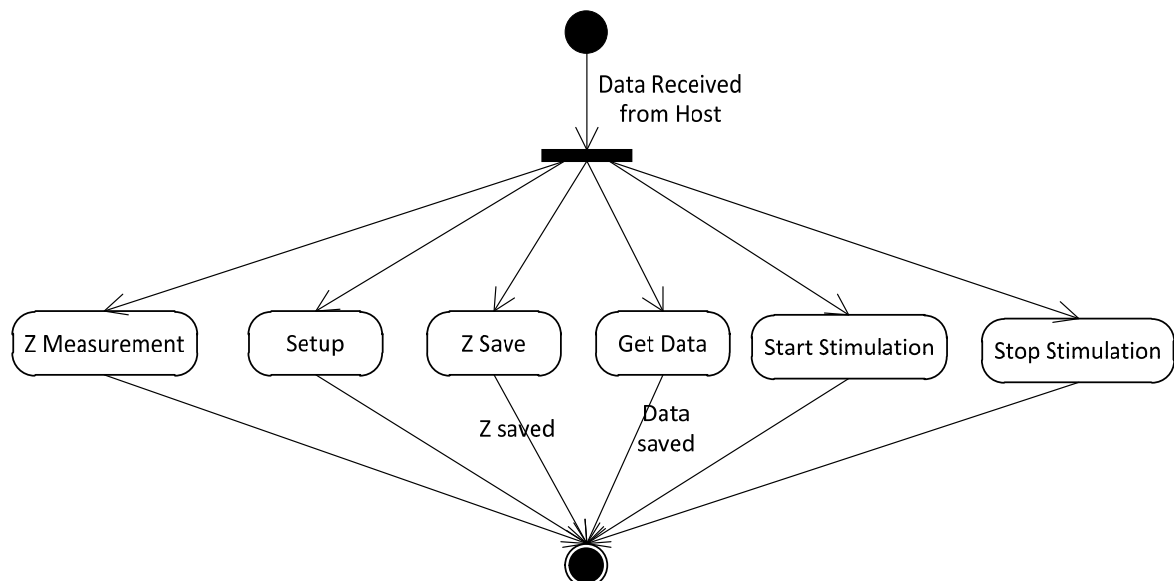 Data Received
from Host
Z Measurement
Setup
Z Save
Get Data
Start Stimulation
Stop Stimulation
Z saved
Data
saved